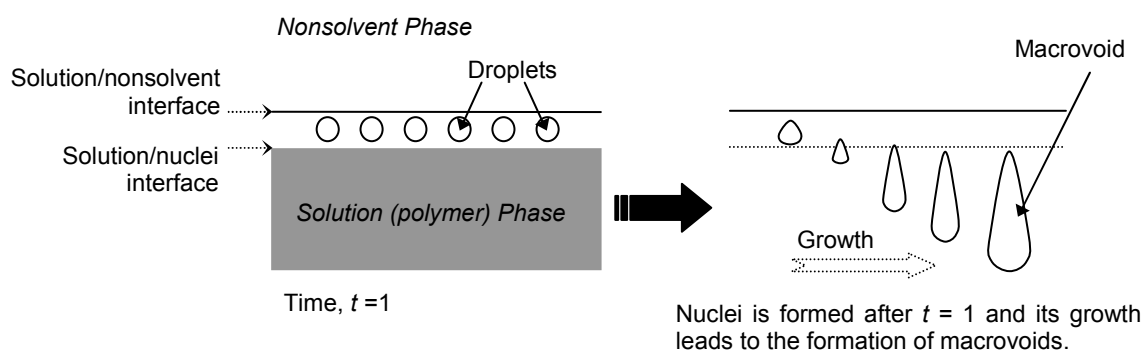 Nonsolvent Phase
Solution/nonsolvent
interface
Droplets
Solution/nuclei
interface
Solution (polymer) Phase
Time, t =1
Macrovoid
Growth
Nuclei is formed after t = 1 and its growth
leads to the formation of macrovoids.